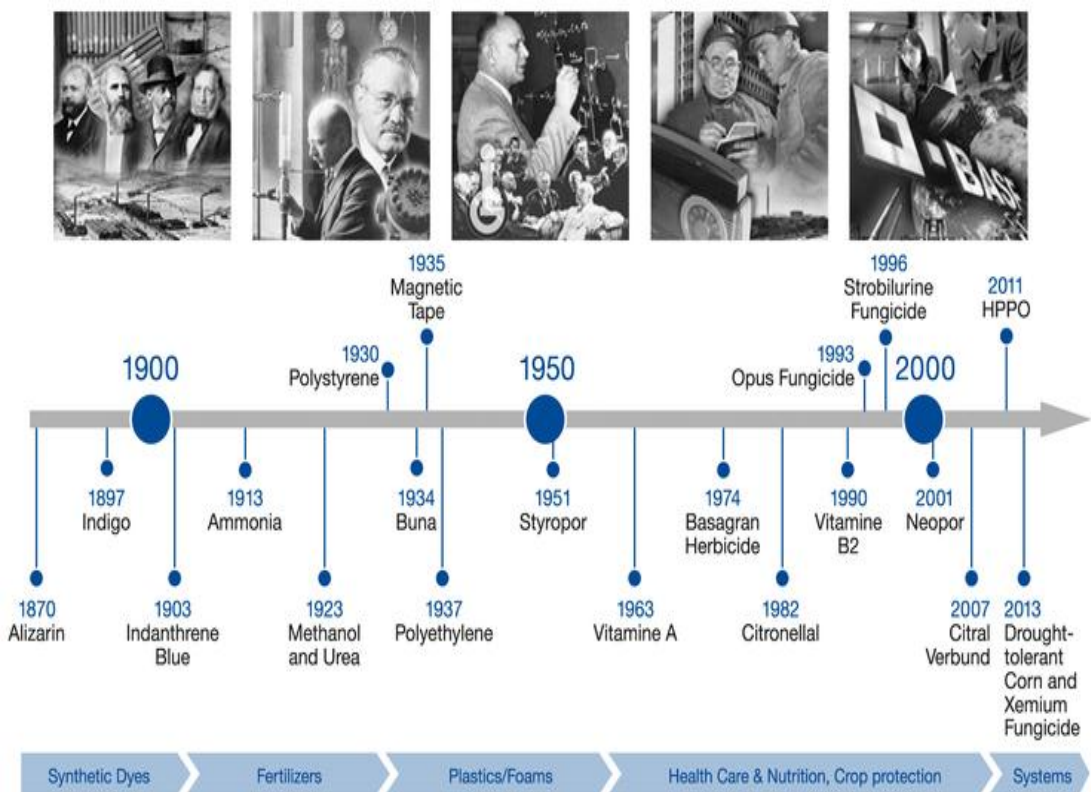 BASF
1935
Magnetic
Tape
1996
Strobilurine
Fungicide
2011
HPPO
1930
Polystyrene
1993
Opus Fungicide
1900
1950
2000
1897
Indigo
1913
Ammonia
1934
Buna
1951
Styropor
1974
Basagran
Herbicide
1990
Vitamine
B2
2001
Neopor
1870
Alizarin
1903
Indanthrene
Blue
1923
Methanol
and Urea
1937
Polyethylene
1963
Vitamine A
1982
Citronellal
2007
Citral
Verbund
2013
Drought-
tolerant
Corn and
Xemium
Fungicide
Synthetic Dyes
Fertilizers
Plastics/Foams
Health Care & Nutrition, Crop protection
Systems